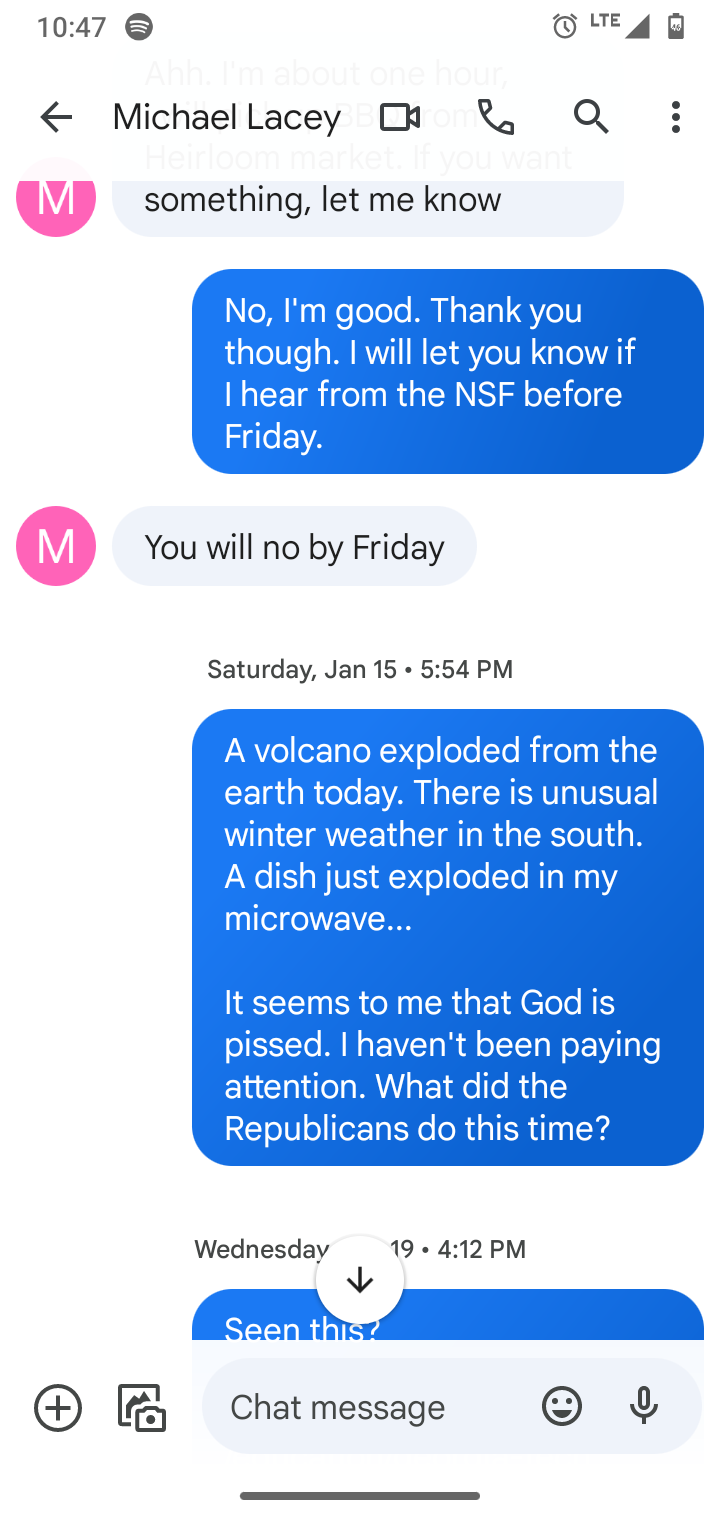 10:47
LTE
46
Ahh. I'm about one hour,
Michael Lacey
Heirloom market. If you want
M
something, let me know
No, I'm good. Thank you
though. I will let you know if
I hear from the NSF before
Friday.
M
You will no by Friday
Saturday, Jan 15 • 5:54 PM
A volcano exploded from the
earth today. There is unusual
winter weather in the south.
A dish just exploded in my
microwave...
It seems to me that God is
pissed. I haven't been paying
attention. What did the
Republicans do this time?
Wednesday 19 • 4:12 PM
Seen this?
Chat message